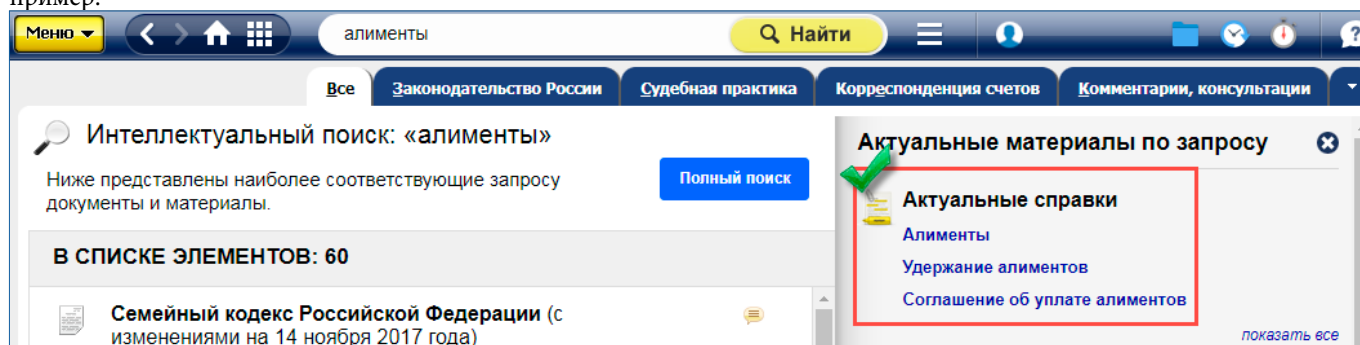 пример:
Меню
алименты
Найти
Все
Законодательство России
Судебная практика
Корреспонденция счетов
Комментарии, консультации
Интеллектуальный поиск: «алименты»
Ниже представлены наиболее соответствующие запросу
документы и материалы.
Полный поиск
В СПИСКЕ ЭЛЕМЕНТОВ: 60
Семейный кодекс Российской Федерации (с
изменениями на 14 ноября 2017 года)
Актуальные материалы по запросу
Актуальные справки
Алименты
Удержание алиментов
Соглашение об уплате алиментов
показать все